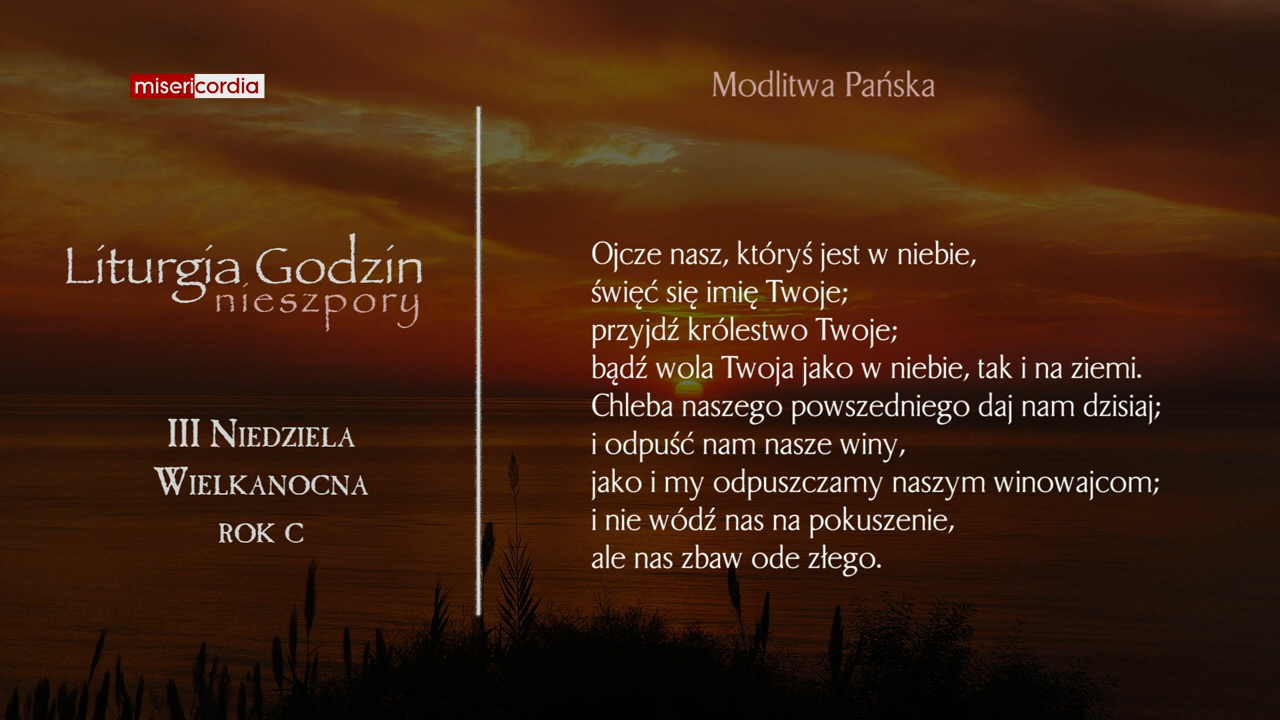 misericordia
Liturgia Godzin
nieszpory
III Niedziela
Wielkanocna
rok C
Modlitwa Pańska
Ojcze nasz, któryś jest w niebie,
święć się imię Twoje;
przyjdź królestwo Twoje;
bądź wola Twoja jako w niebie, tak i na ziemi.
Chleba naszego powszedniego daj nam dzisiaj;
i odpuść nam nasze winy,
jako i my odpuszczamy naszym winowajcom;
i nie wódź nas na pokuszenie,
ale nas zbaw ode złego.